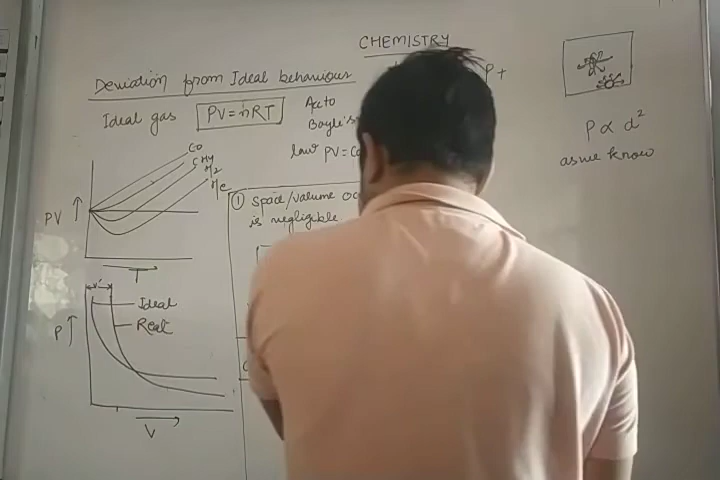 CHEMISTRY
Deviation from Ideal behaviour
Ideal gas PV=nRT
Acc to
Boyle's
law PV=Co
CO
CH4
H2
He
PV ↑
T
Ideal
Real
P↑
V
① Space/volume oc
is negligible
P+
P ∝ d²
as we know